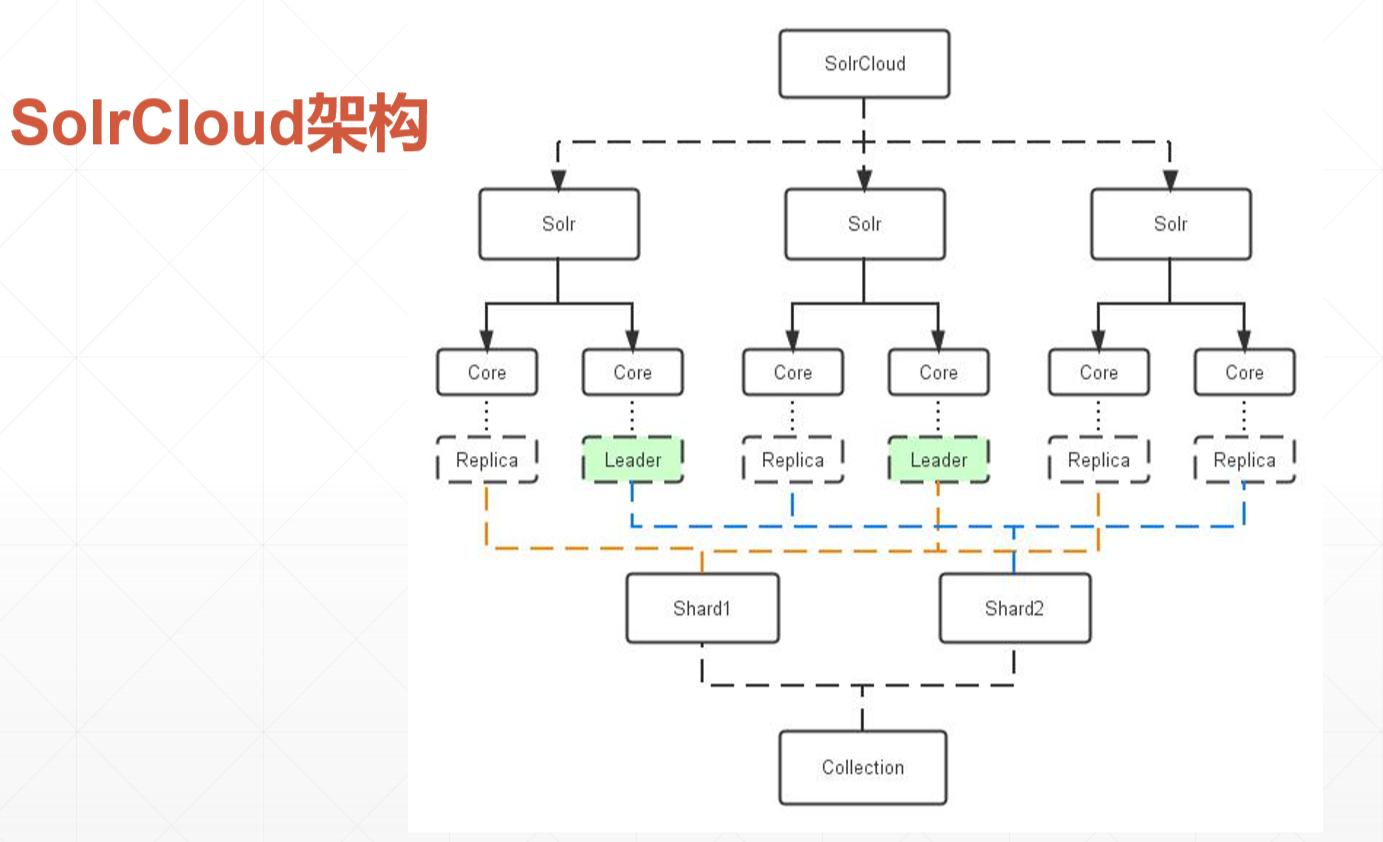 SolrCloud架构
SolrCloud
Solr
Solr
Solr
Core
Core
Core
Core
Core
Core
Replica
Leader
Replica
Leader
Replica
Replica
Shard1
Shard2
Collection